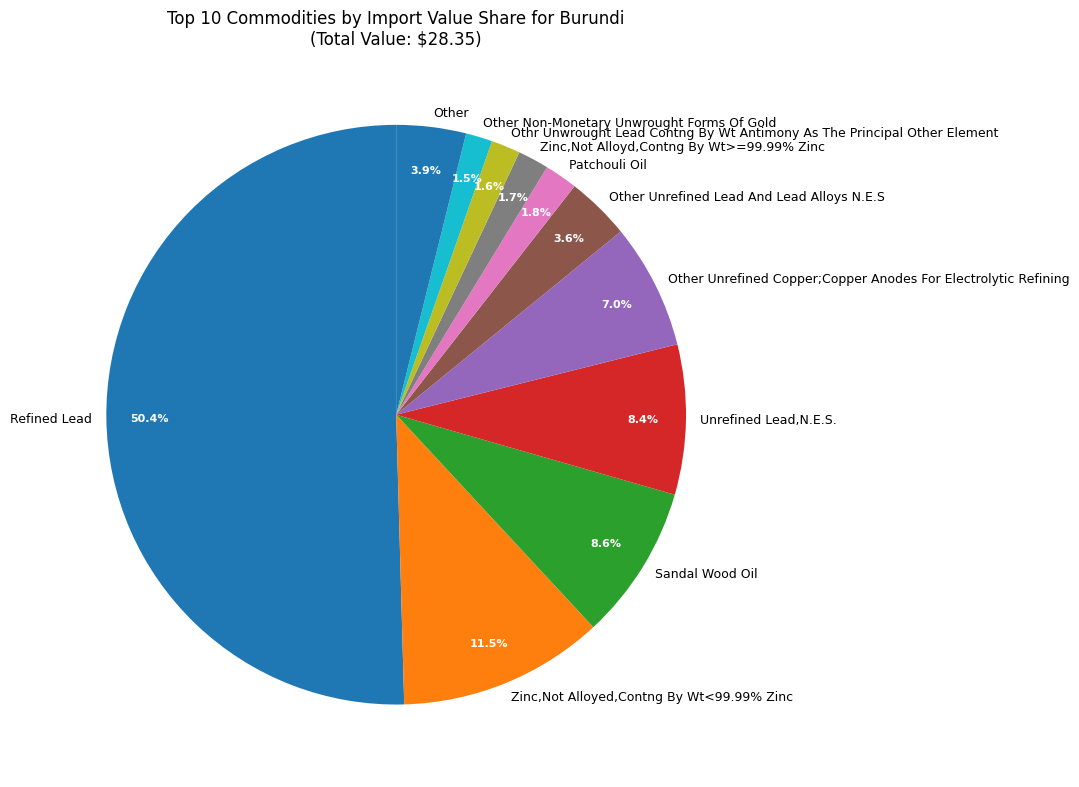 Top 10 Commodities by Import Value Share for Burundi
(Total Value: $28.35)
Other
Other Non-Monetary Unwrought Forms Of Gold
Othr Unwrought Lead Contng By Wt Antimony As The Principal Other Element
Zinc,Not Alloyd,Contng By Wt>=99.99% Zinc
Patchouli Oil
Other Unrefined Lead And Lead Alloys N.E.S
Other Unrefined Copper;Copper Anodes For Electrolytic Refining
Unrefined Lead,N.E.S.
Sandal Wood Oil
Zinc,Not Alloyed,Contng By Wt<99.99% Zinc
Refined Lead
3.9%
1.5%
1.6%
1.7%
1.8%
3.6%
7.0%
8.4%
8.6%
11.5%
50.4%